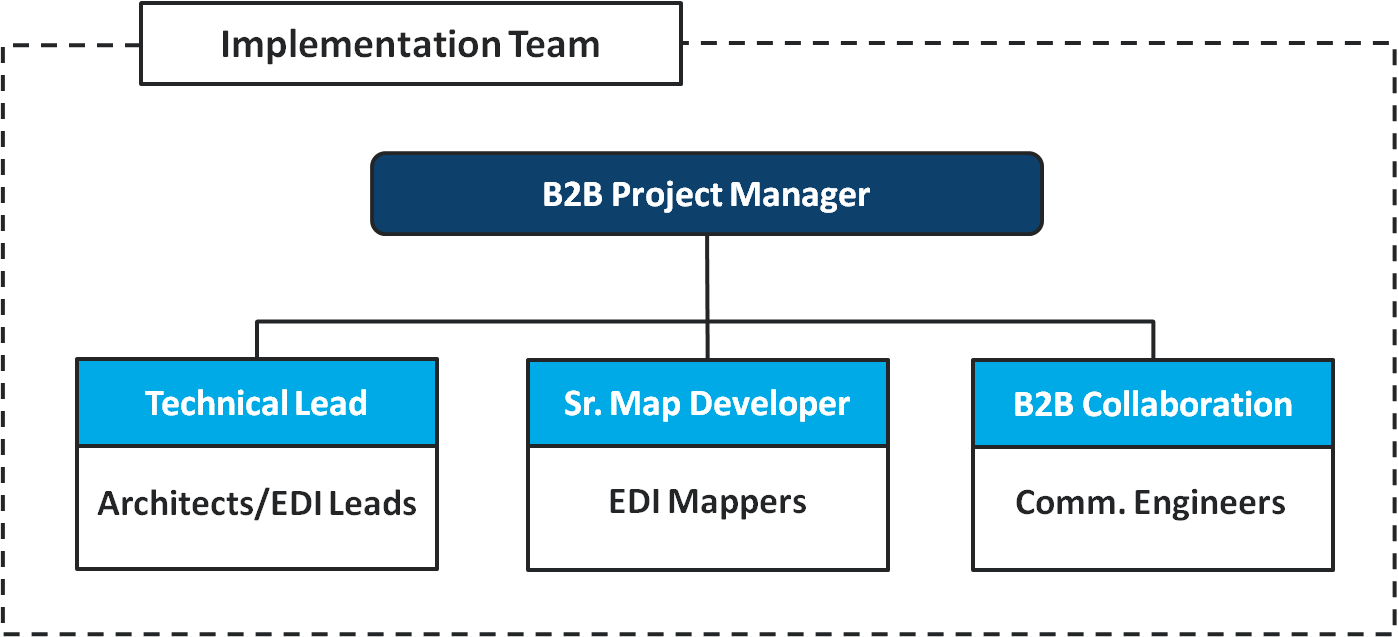 Implementation Team
B2B Project Manager
Technical Lead
Architects/EDI Leads
Sr. Map Developer
EDI Mappers
B2B Collaboration
Comm. Engineers